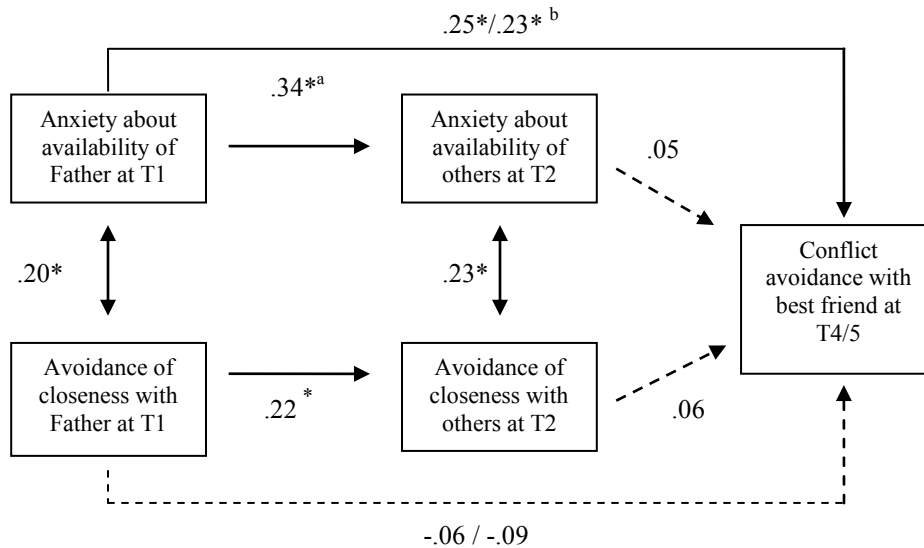 .25*/.23* b
.34*a
Anxiety about
availability of
Father at T1
Anxiety about
availability of
others at T2
.05
Conflict
avoidance with
best friend at
T4/5
.20*
.23*
Avoidance of
closeness with
Father at T1
.22 *
Avoidance of
closeness with
others at T2
.06
-.06 / -.09